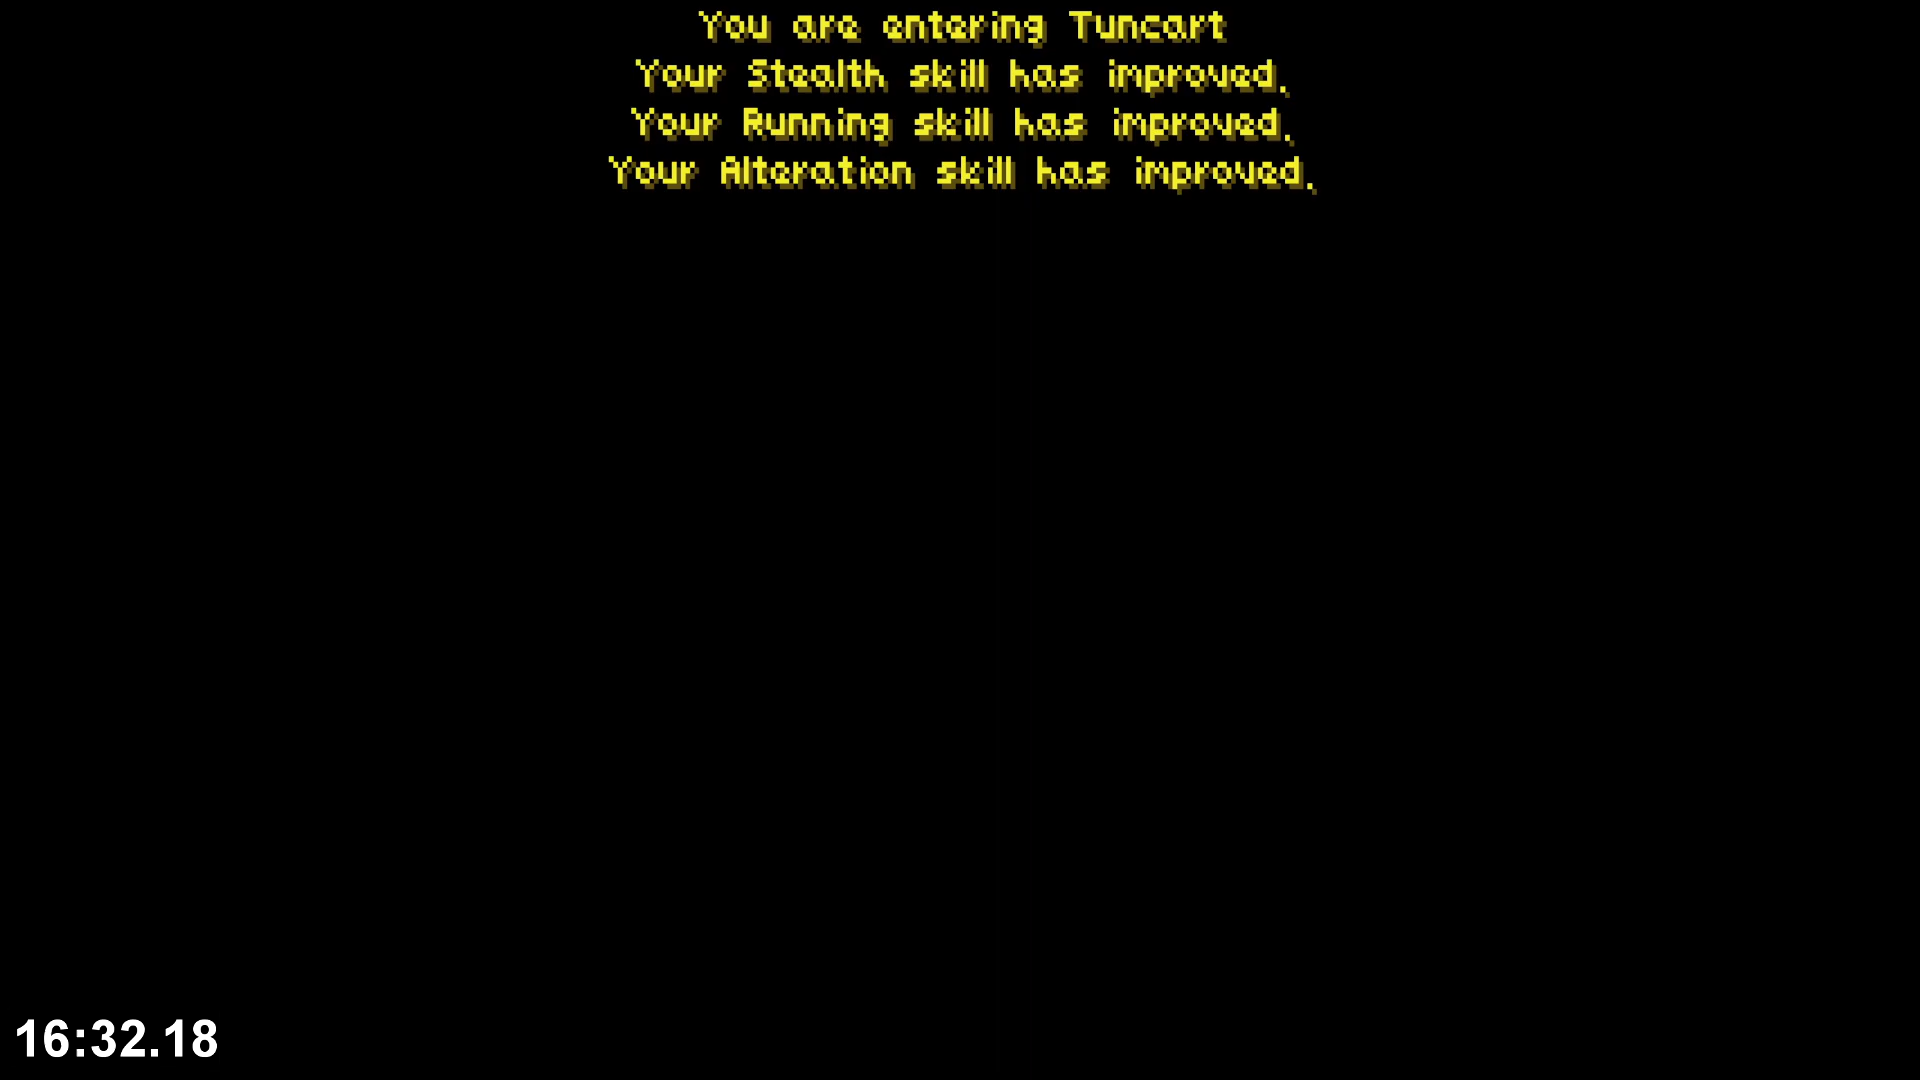 You are entering Tuncart
Your Stealth skill has improved.
Your Running skill has improved.
Your Alteration skill has improved.
16:32.18